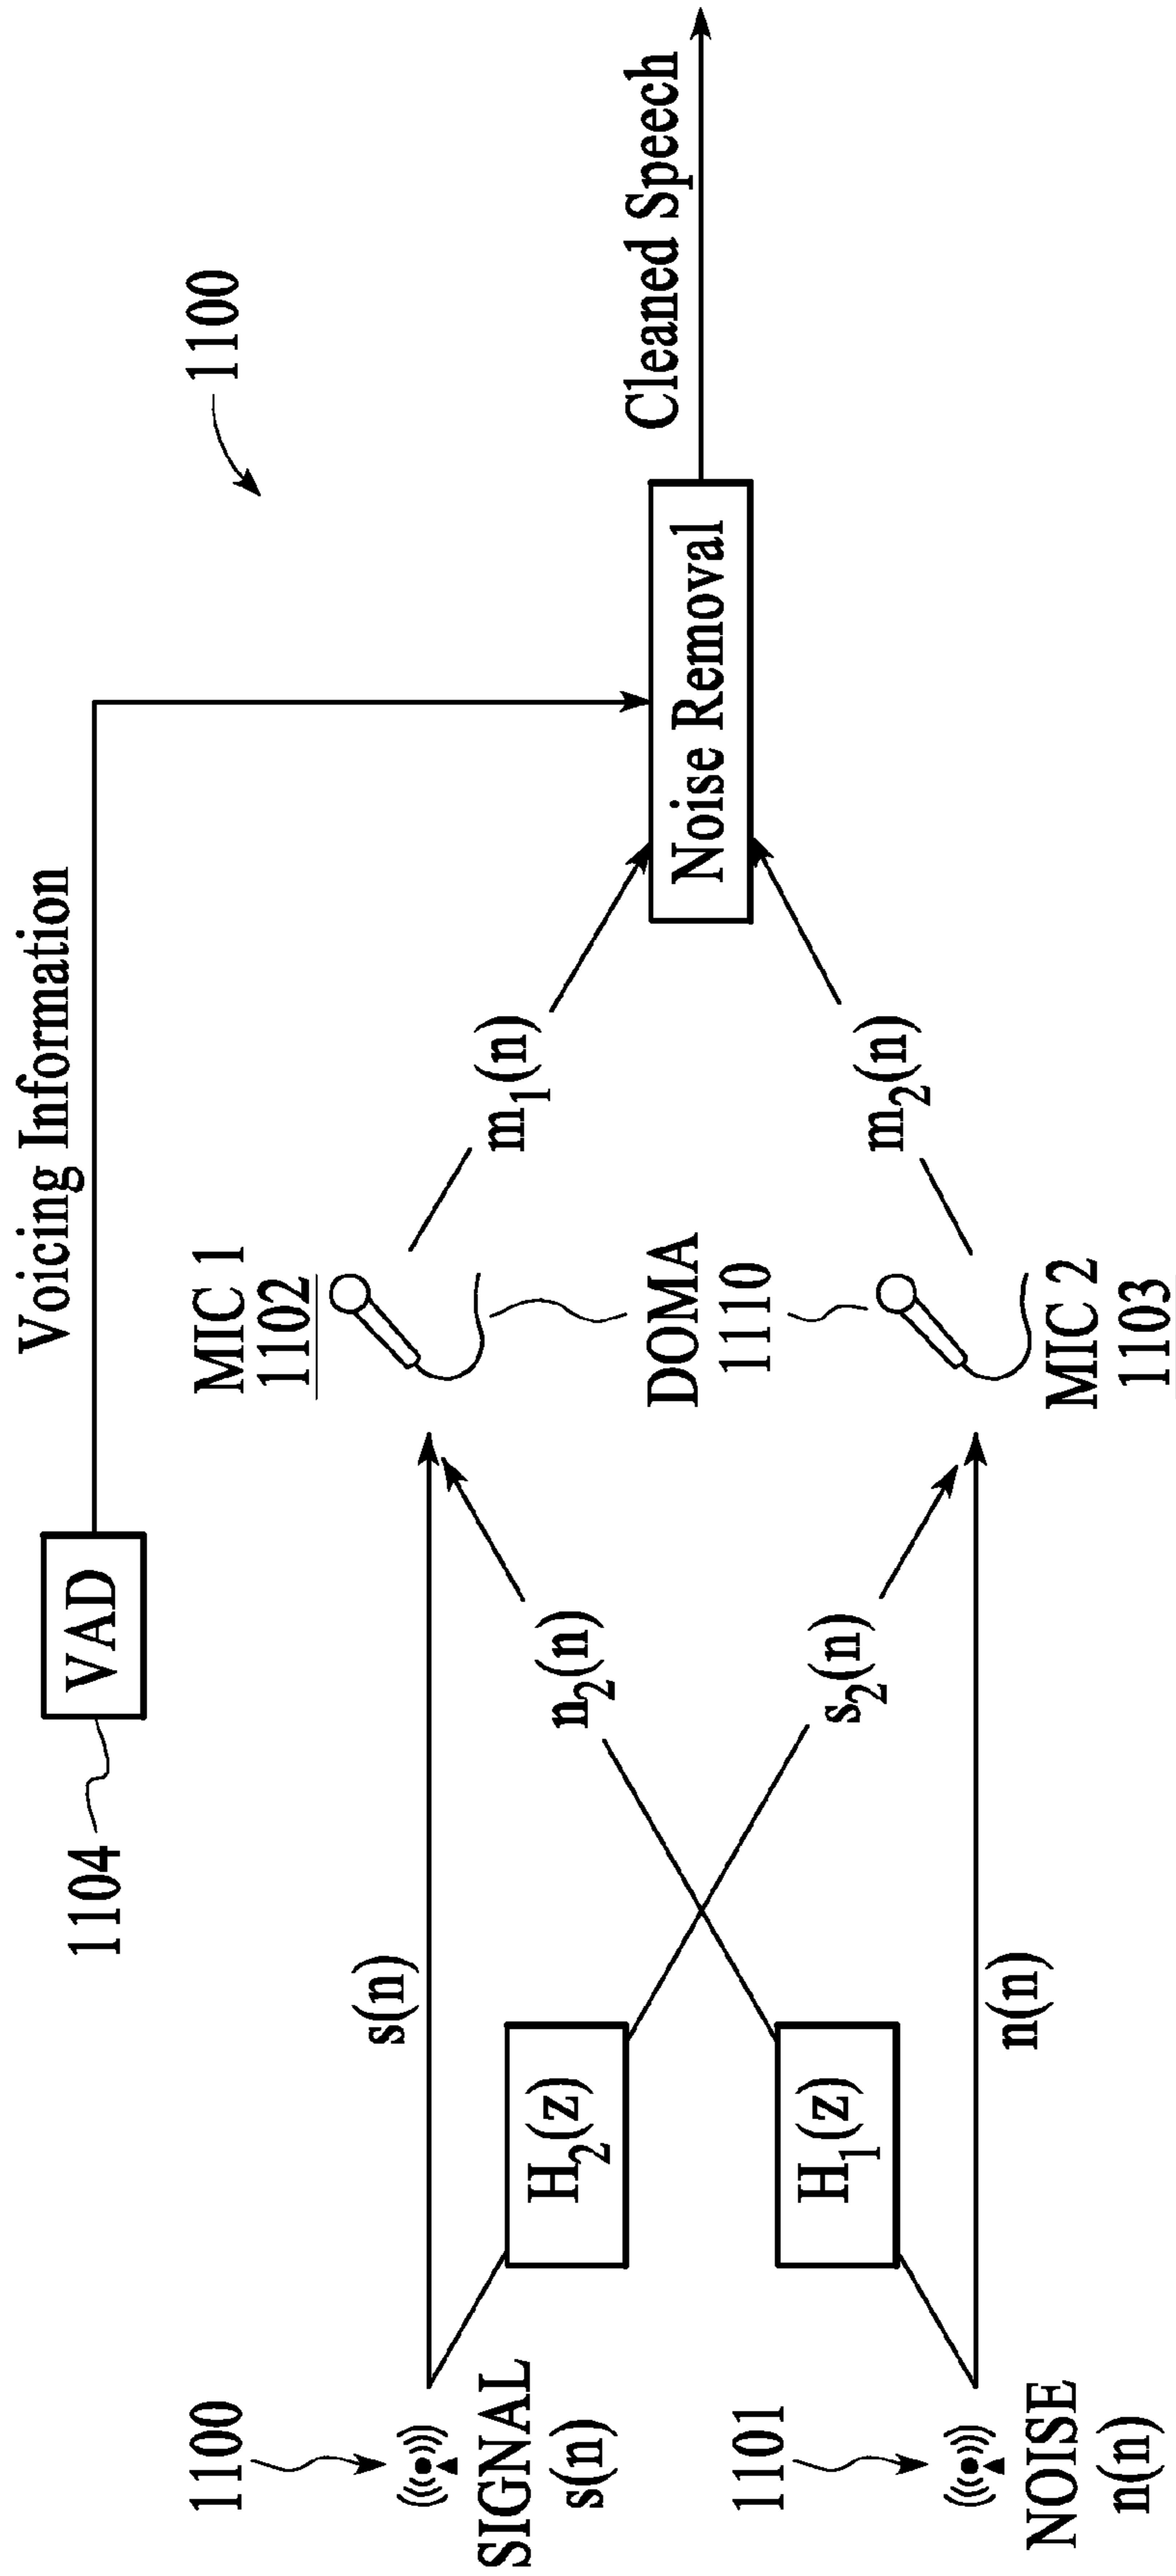 Voicing Information
VAD
1104
1100
MIC 1
1102
s(n)
1100
SIGNAL
s(n)
H2(z)
n2(n)
m1(n)
Cleaned Speech
Noise Removal
DOMA
1110
1101
H1(z)
s2(n)
m2(n)
n(n)
NOISE
n(n)
MIC 2
1103